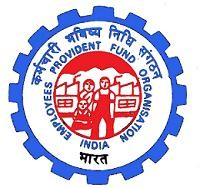 कर्मचारी भविष्य निधि संगठन
EMPLOYEES PROVIDENT FUND ORGANISATION
INDIA
भारत